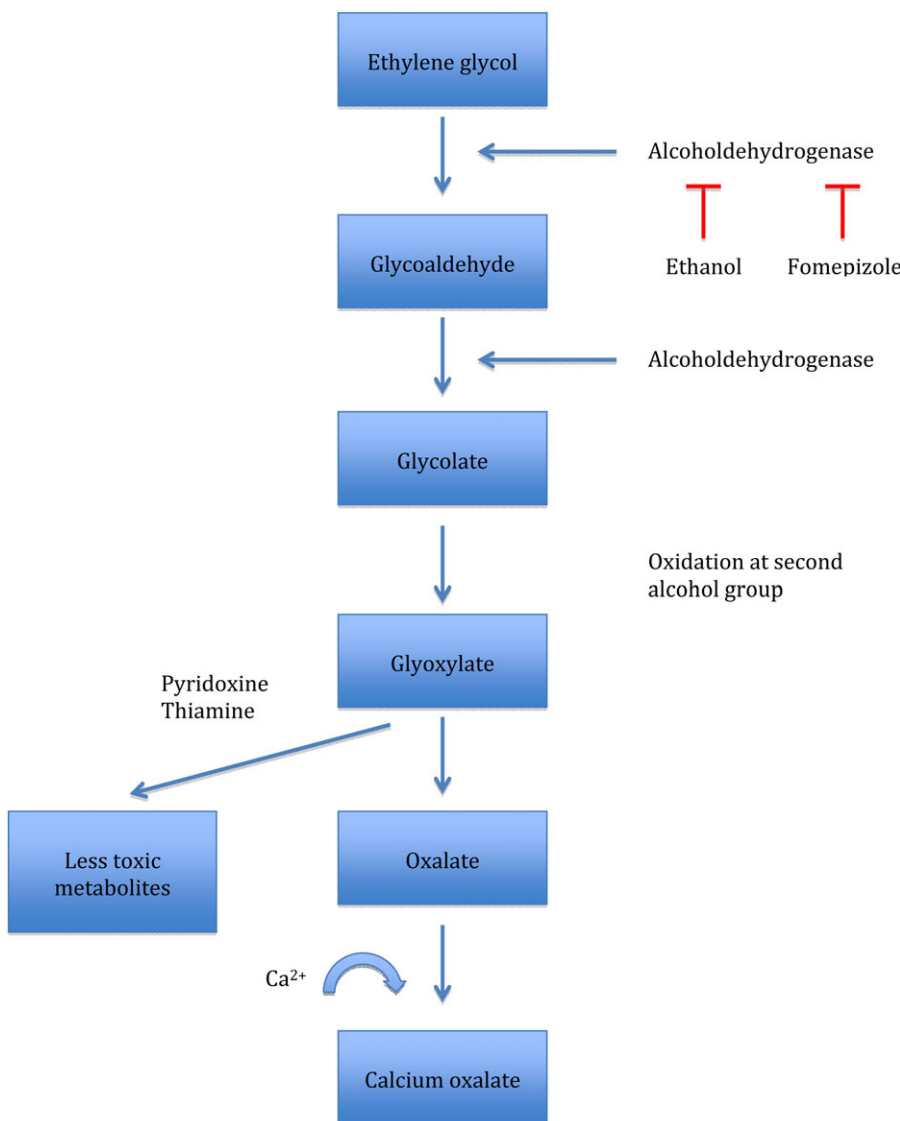 Ethylene glycol
Alcoholdehydrogenase
Glycoaldehyde
Ethanol
Fomepizole
Alcoholdehydrogenase
Glycolate
Oxidation at second
alcohol group
Glyoxylate
Pyridoxine
Thiamine
Less toxic
metabolites
Oxalate
Ca²⁺
Calcium oxalate